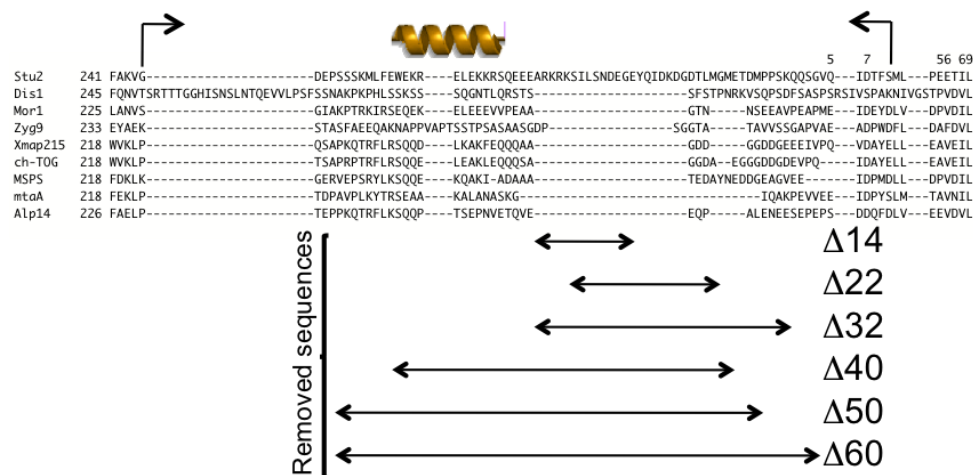 5 7 56 69
Stu2 241 FAKVG-----------------------DEPSSSKMLFEWEKR----ELEKKRSQEEEARKRKSILSNDEGEYQIDKDGDTLMGMETDMPPSKQQSGVQ--IDTFSML--PEETIL
Dis1 245 FQNVTSRTTTGGHISNSLNTQEVVLPSFSSNAKPKPHLSSKSS----SQGNTLQRSTS---------------------SFSTPNRKVSQPSDFSASPSRSIVSPAKNIVGSTPVDVL
Mor1 225 LANVS-----------------------GIAKPTRKIRSEQEK----ELEEEVVPEAA---------------------GTN-----NSEEAVPEAPME--IDEYDLV--DPVDIL
Zyg9 233 EYAEK-----------------------STASFAEEQAKNAPPVAPTSSTPSASAASGDP-----------------SGGTA-----TAVVSSGAPVAE--ADPWDFL--DAFDVL
Xmap215 218 WVKLP-----------------------QSAPKQTRFLRSQQD----LKAKFEQQQAA---------------------GDD------GGDDGEEEIVPQ--VDAYELL--EAVEIL
ch-TOG 218 WVKLP-----------------------TSAPRPTRFLRSQQE----LEAKLEQQQSA---------------------GGDA--EGGGDDGDEVPQ----IDAYELL--EAVEIL
MSPS 218 FDKLK-----------------------GERVEPSRYLKSQQE----KQAKI-ADAAA---------------------TEDAYNEDDGEAGVEE----IDPMDLL--DPVDIL
mtaA 218 FEKLP-----------------------TDPAVPLKYTRSEAA----KALANASKG---------------------------------IQAKPEVVEE--IDPYSLM--TAVNIL
Alp14 226 FAELP-----------------------TEPPKQTRFLKSQQP----TSEPNVETQVE---------------------EQP-----ALENEESEPEPS--DDQFDLV--EEVDVL
Removed sequences
Δ14
Δ22
Δ32
Δ40
Δ50
Δ60